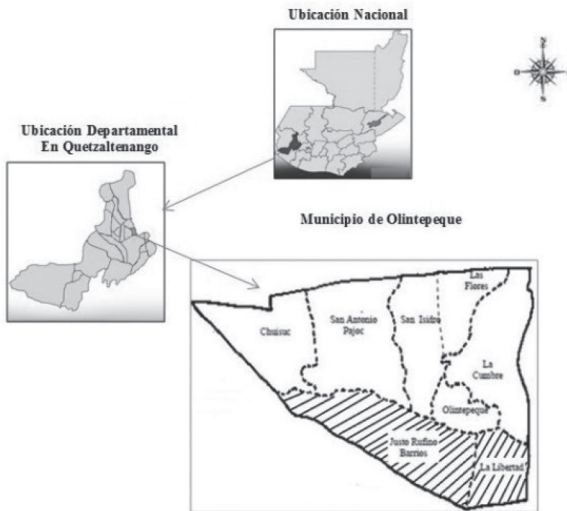 Ubicación Nacional
Ubicación Departamental
En Quetzaltenango
Municipio de Olintepeque
Las
Flores
San Antonio
Pajoc
San Isidro
Chuisuc
La
Cumbre
Olintepeque
Justo Rufino
Barrios
La Libertad